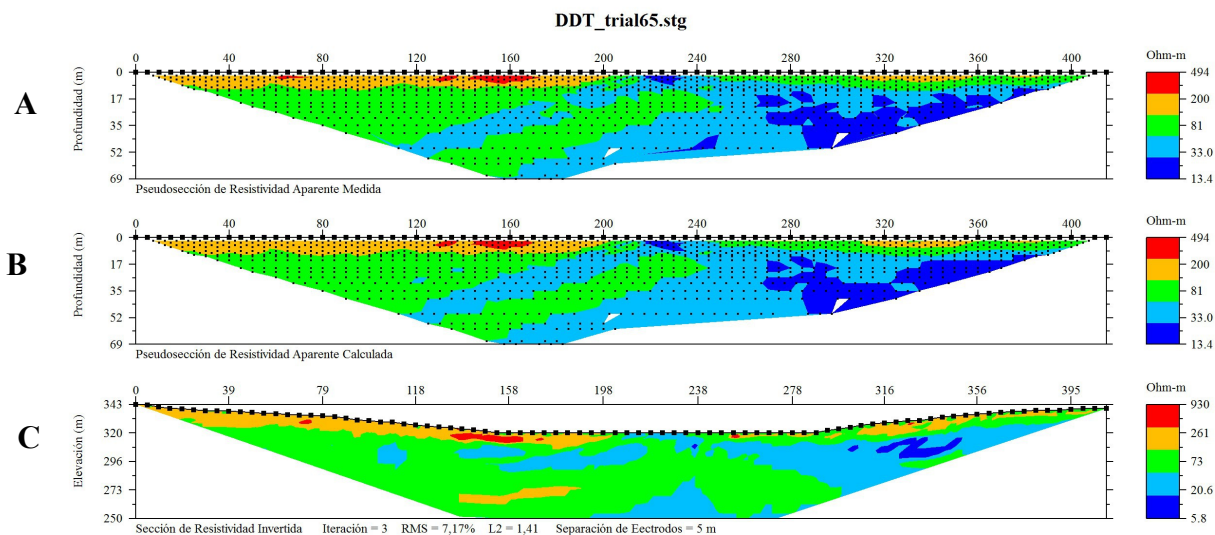 DDT_trial65.stg
A
Profundidad (m)
0 40 80 120 160 200 240 280 320 360 400
0
17
35
52
69
Ohm-m
494
200
81
33.0
13.4
Pseudosección de Resistividad Aparente Medida
B
Profundidad (m)
0 40 80 120 160 200 240 280 320 360 400
0
17
35
52
69
Ohm-m
494
200
81
33.0
13.4
Pseudosección de Resistividad Aparente Calculada
C
Elevación (m)
0 39 79 118 158 198 238 278 316 356 395
343
320
296
273
250
Ohm-m
930
261
73
20.6
5.8
Sección de Resistividad Invertida Iteración = 3 RMS = 7,17% L2 = 1,41 Separación de Eectrodos = 5 m